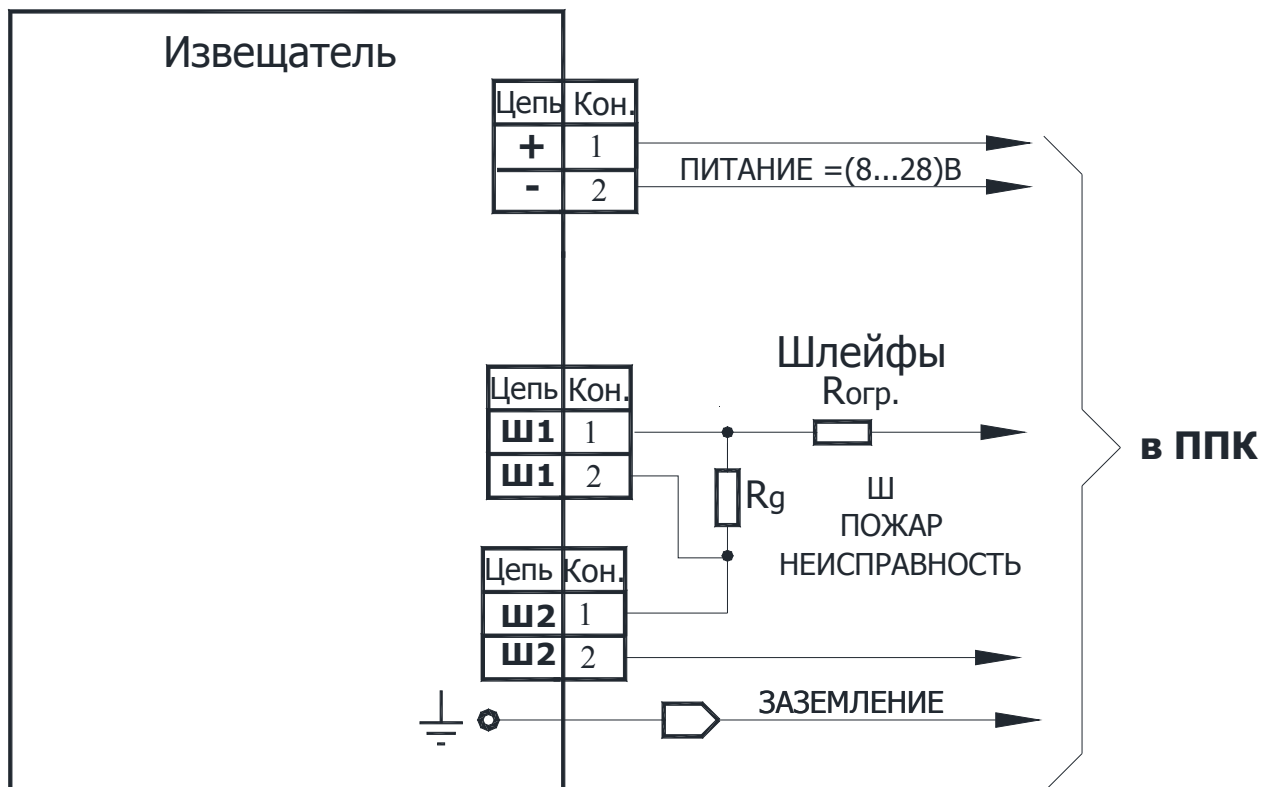 Извещатель
Цепь Кон.
+ 1
ПИТАНИЕ =(8...28)В
- 2
Шлейфы
Rогр.
Цепь Кон.
Ш1 1
Ш1 2
в ППК
Rg
Ш
ПОЖАР
НЕИСПРАВНОСТЬ
Цепь Кон.
Ш2 1
Ш2 2
ЗАЗЕМЛЕНИЕ